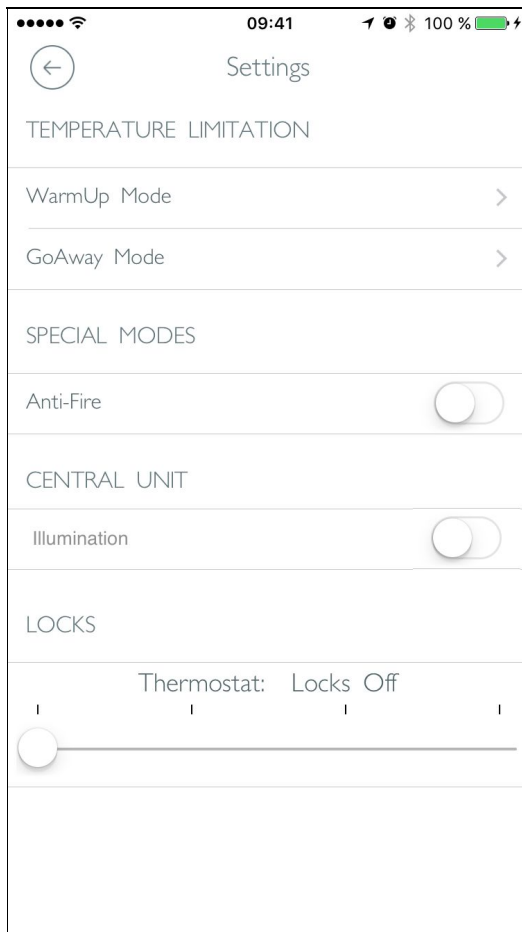 09:41 100 %
Settings
TEMPERATURE LIMITATION
WarmUp Mode
GoAway Mode
SPECIAL MODES
Anti-Fire
CENTRAL UNIT
Illumination
LOCKS
Thermostat: Locks Off